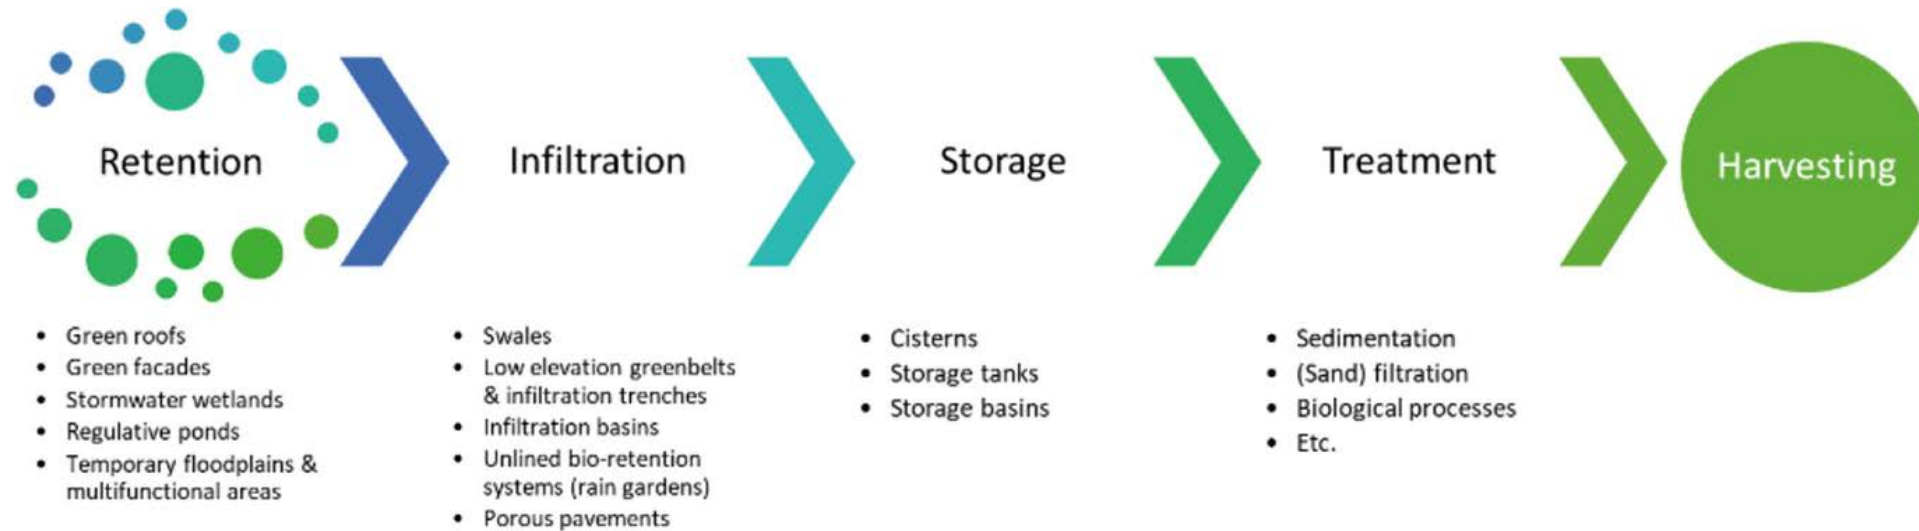 Retention
Infiltration
Storage
Treatment
Harvesting
• Green roofs
• Green facades
• Stormwater wetlands
• Regulative ponds
• Temporary floodplains &
multifunctional areas
• Swales
• Low elevation greenbelts
& infiltration trenches
• Infiltration basins
• Unlined bio-retention
systems (rain gardens)
• Porous pavements
• Cisterns
• Storage tanks
• Storage basins
• Sedimentation
• (Sand) filtration
• Biological processes
• Etc.